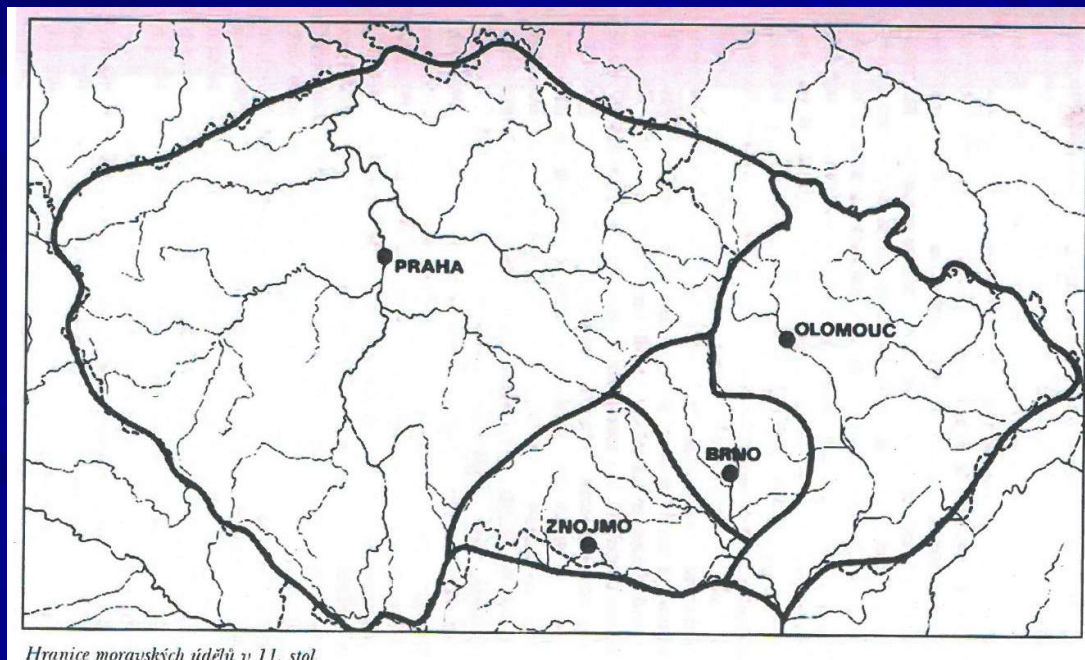 PRAHA
OLOMOUC
BRNO
ZNOJMO
Hranice moravských údělů v 11. stol.